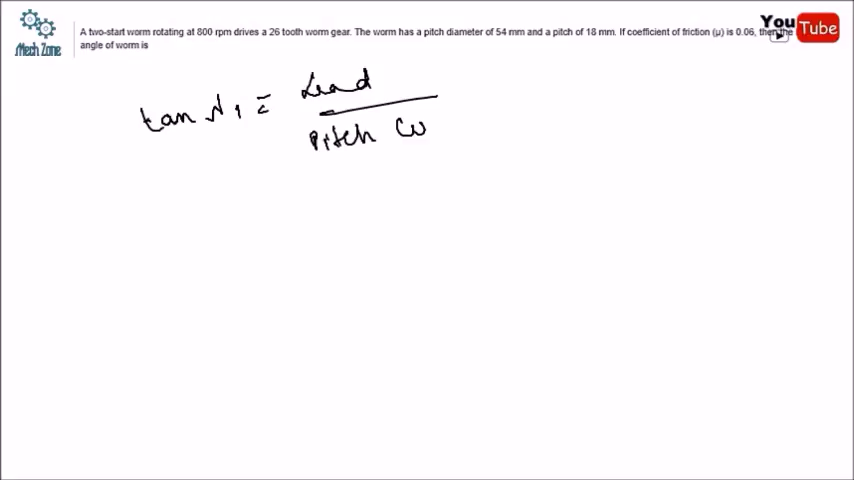 Mech Zone
You Tube
A two-start worm rotating at 800 rpm drives a 26 tooth worm gear. The worm has a pitch diameter of 54 mm and a pitch of 18 mm. If coefficient of friction (μ) is 0.06, then the
angle of worm is
tan 1 = Lead
Pitch